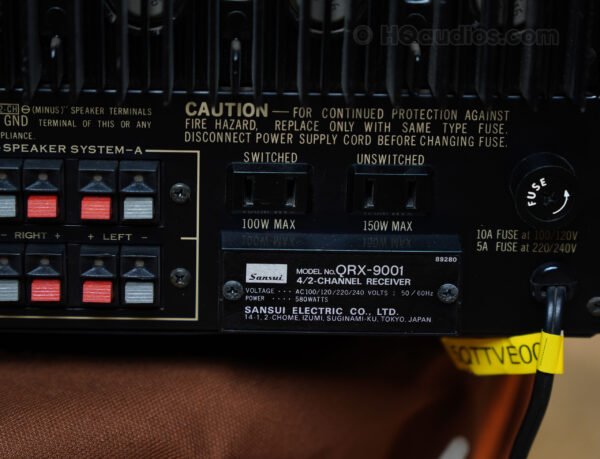 © HQaudios.com
2-CH ⊖ (MINUS)" SPEAKER TERMINALS
GND TERMINAL OF THIS OR ANY
PLIANCE.
SPEAKER SYSTEM-A
- RIGHT + + LEFT -
CAUTION — FOR CONTINUED PROTECTION AGAINST
FIRE HAZARD, REPLACE ONLY WITH SAME TYPE FUSE.
DISCONNECT POWER SUPPLY CORD BEFORE CHANGING FUSE.
SWITCHED UNSWITCHED
100W MAX 150W MAX
FUSE
10A FUSE at 100/120V
5A FUSE at 220/240V
89280
Sansui MODEL No. QRX-9001
4/2-CHANNEL RECEIVER
VOLTAGE ···· AC100/120/220/240 VOLTS : 50/60Hz
POWER ···· 580WATTS
SANSUI ELECTRIC CO., LTD.
14-1, 2-CHOME, IZUMI, SUGINAMI-KU, TOKYO, JAPAN